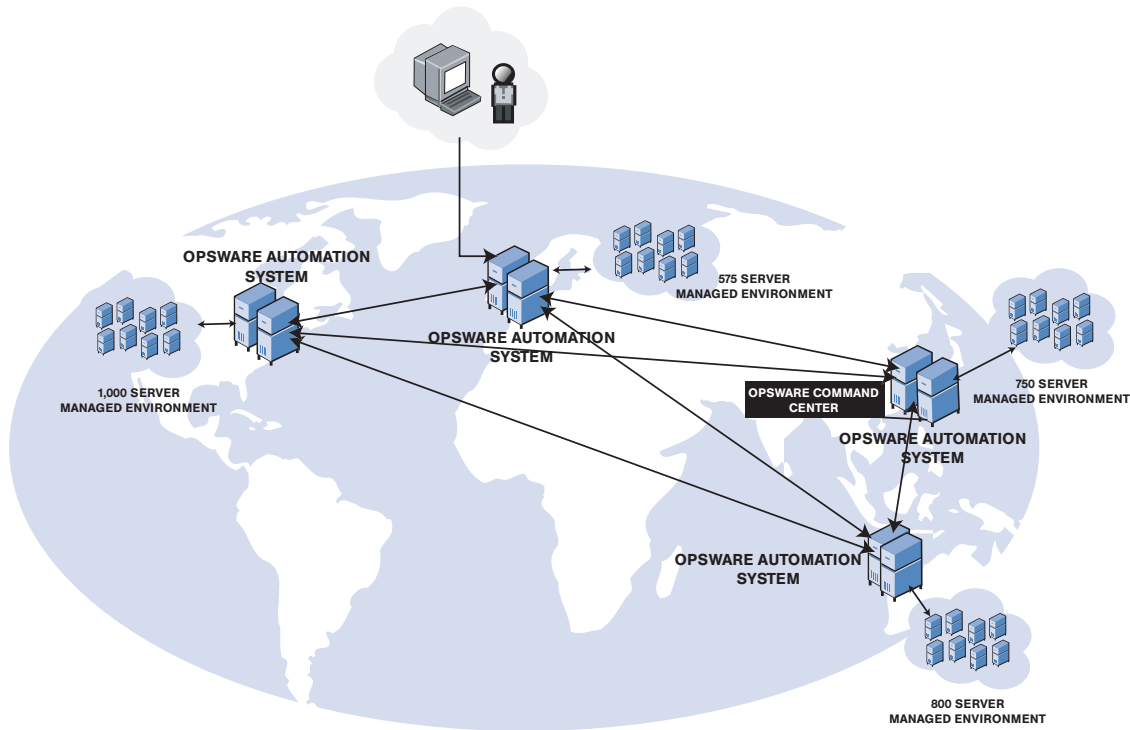 OPSWARE AUTOMATION
SYSTEM
575 SERVER
MANAGED ENVIRONMENT
OPSWARE AUTOMATION
SYSTEM
1,000 SERVER
MANAGED ENVIRONMENT
750 SERVER
MANAGED ENVIRONMENT
OPSWARE COMMAND
CENTER
OPSWARE AUTOMATION
SYSTEM
OPSWARE AUTOMATION
SYSTEM
800 SERVER
MANAGED ENVIRONMENT